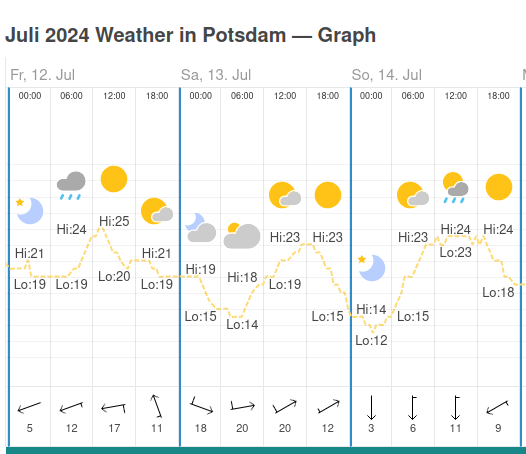 Juli 2024 Weather in Potsdam — Graph
Fr, 12. Jul Sa, 13. Jul So, 14. Jul
00:00 06:00 12:00 18:00 00:00 06:00 12:00 18:00 00:00 06:00 12:00 18:00
Hi:21 Hi:24 Hi:25 Hi:21 Hi:19 Hi:18 Hi:23 Hi:23 Hi:14 Hi:23 Hi:24 Hi:24
Lo:19 Lo:19 Lo:20 Lo:19 Lo:15 Lo:14 Lo:19 Lo:15 Lo:12 Lo:15 Lo:23 Lo:18
5 12 17 11 18 20 20 12 3 6 11 9